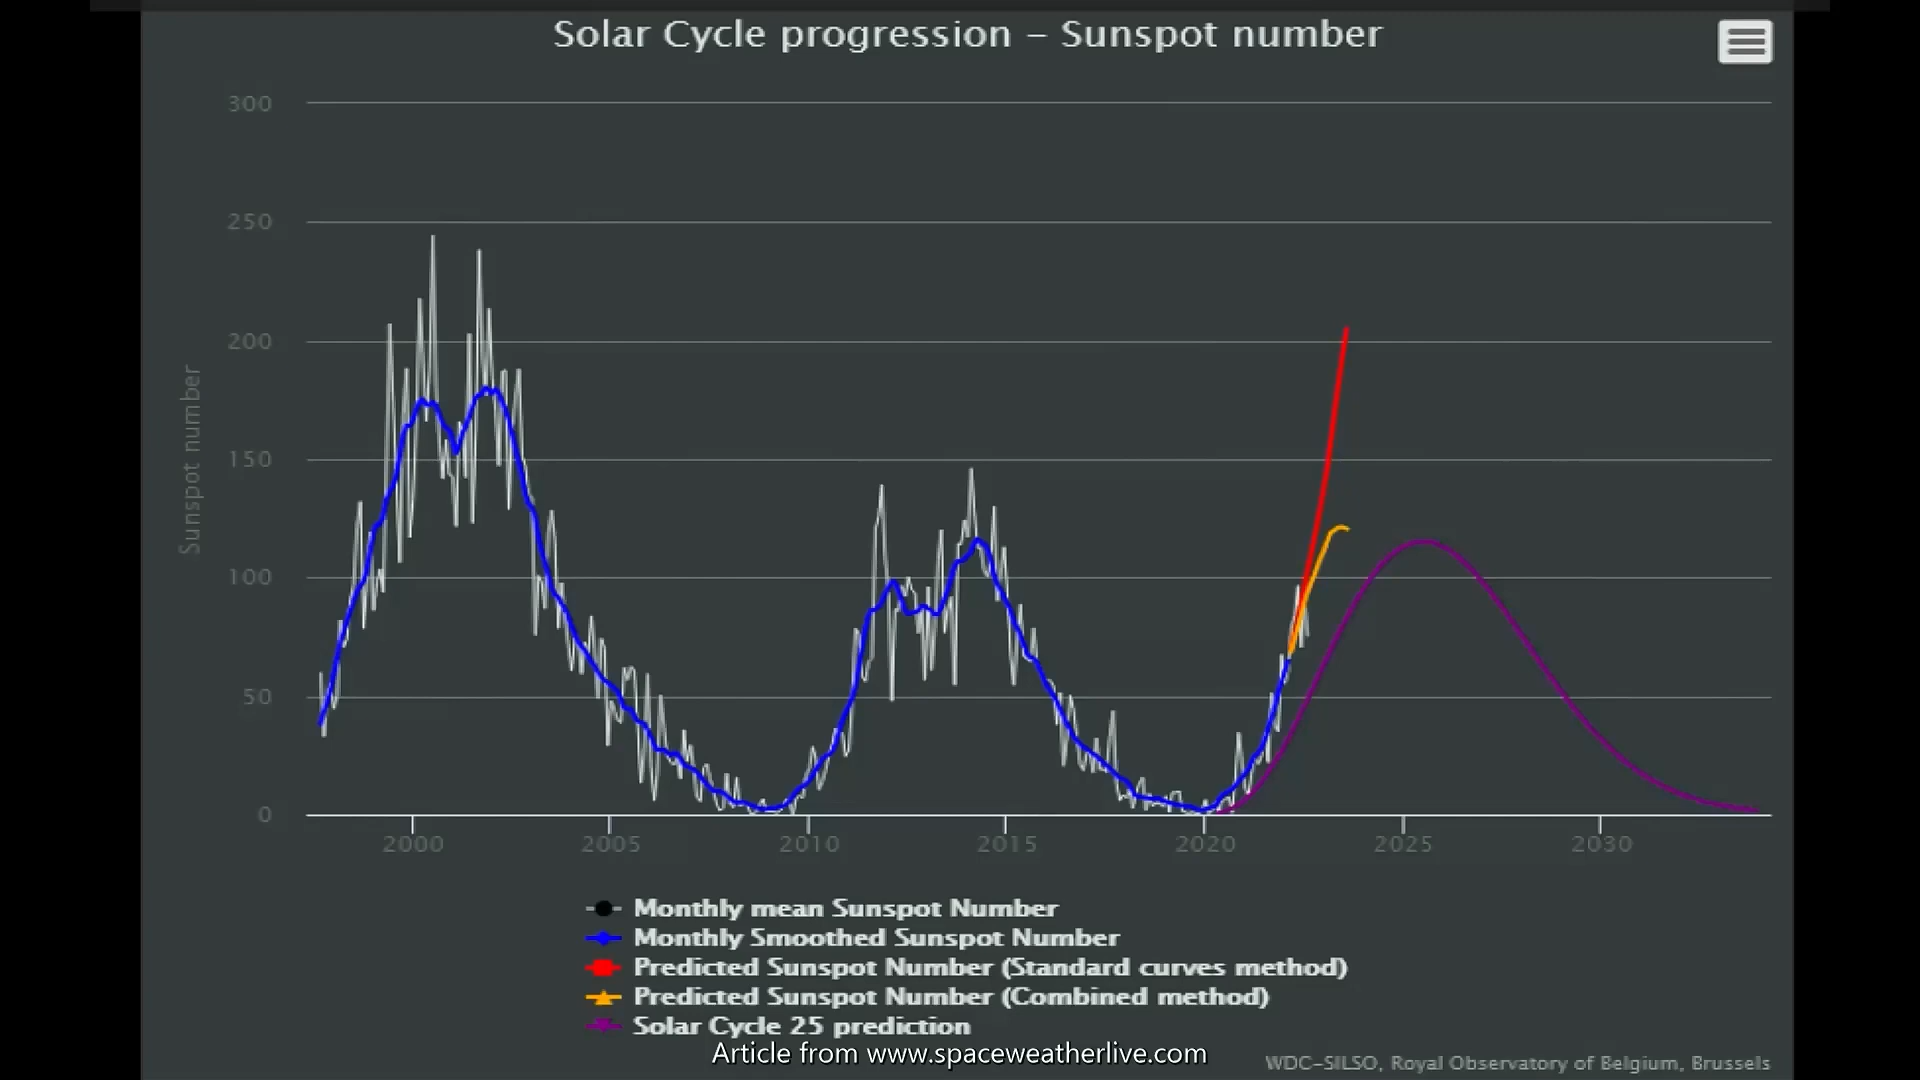 Solar Cycle progression – Sunspot number
300
250
200
150
100
50
0
Sunspot number
2000 2005 2010 2015 2020 2025 2030
Monthly mean Sunspot Number
Monthly Smoothed Sunspot Number
Predicted Sunspot Number (Standard curves method)
Predicted Sunspot Number (Combined method)
Solar Cycle 25 prediction
Article from www.spaceweatherlive.com
WDC-SILSO, Royal Observatory of Belgium, Brussels